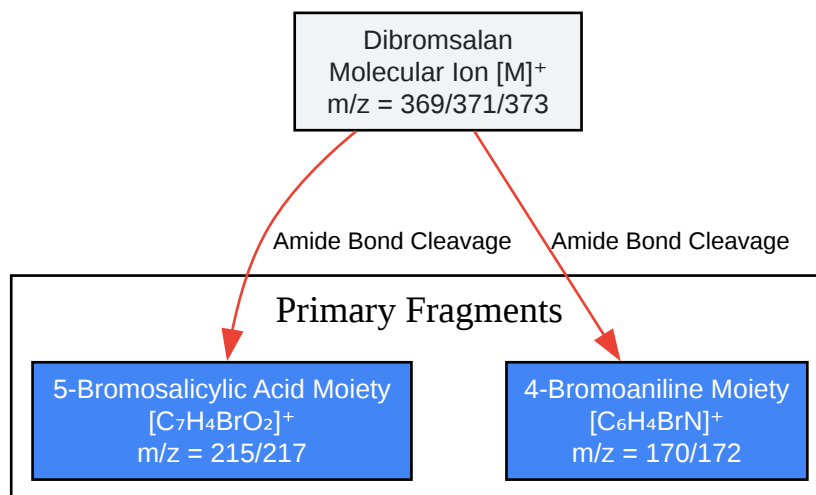 Dibromsalan
Molecular Ion [M]⁺
m/z = 369/371/373
Amide Bond Cleavage
Amide Bond Cleavage
Primary Fragments
5-Bromosalicylic Acid Moiety
[C₇H₄BrO₂]⁺
m/z = 215/217
4-Bromoaniline Moiety
[C₆H₄BrN]⁺
m/z = 170/172